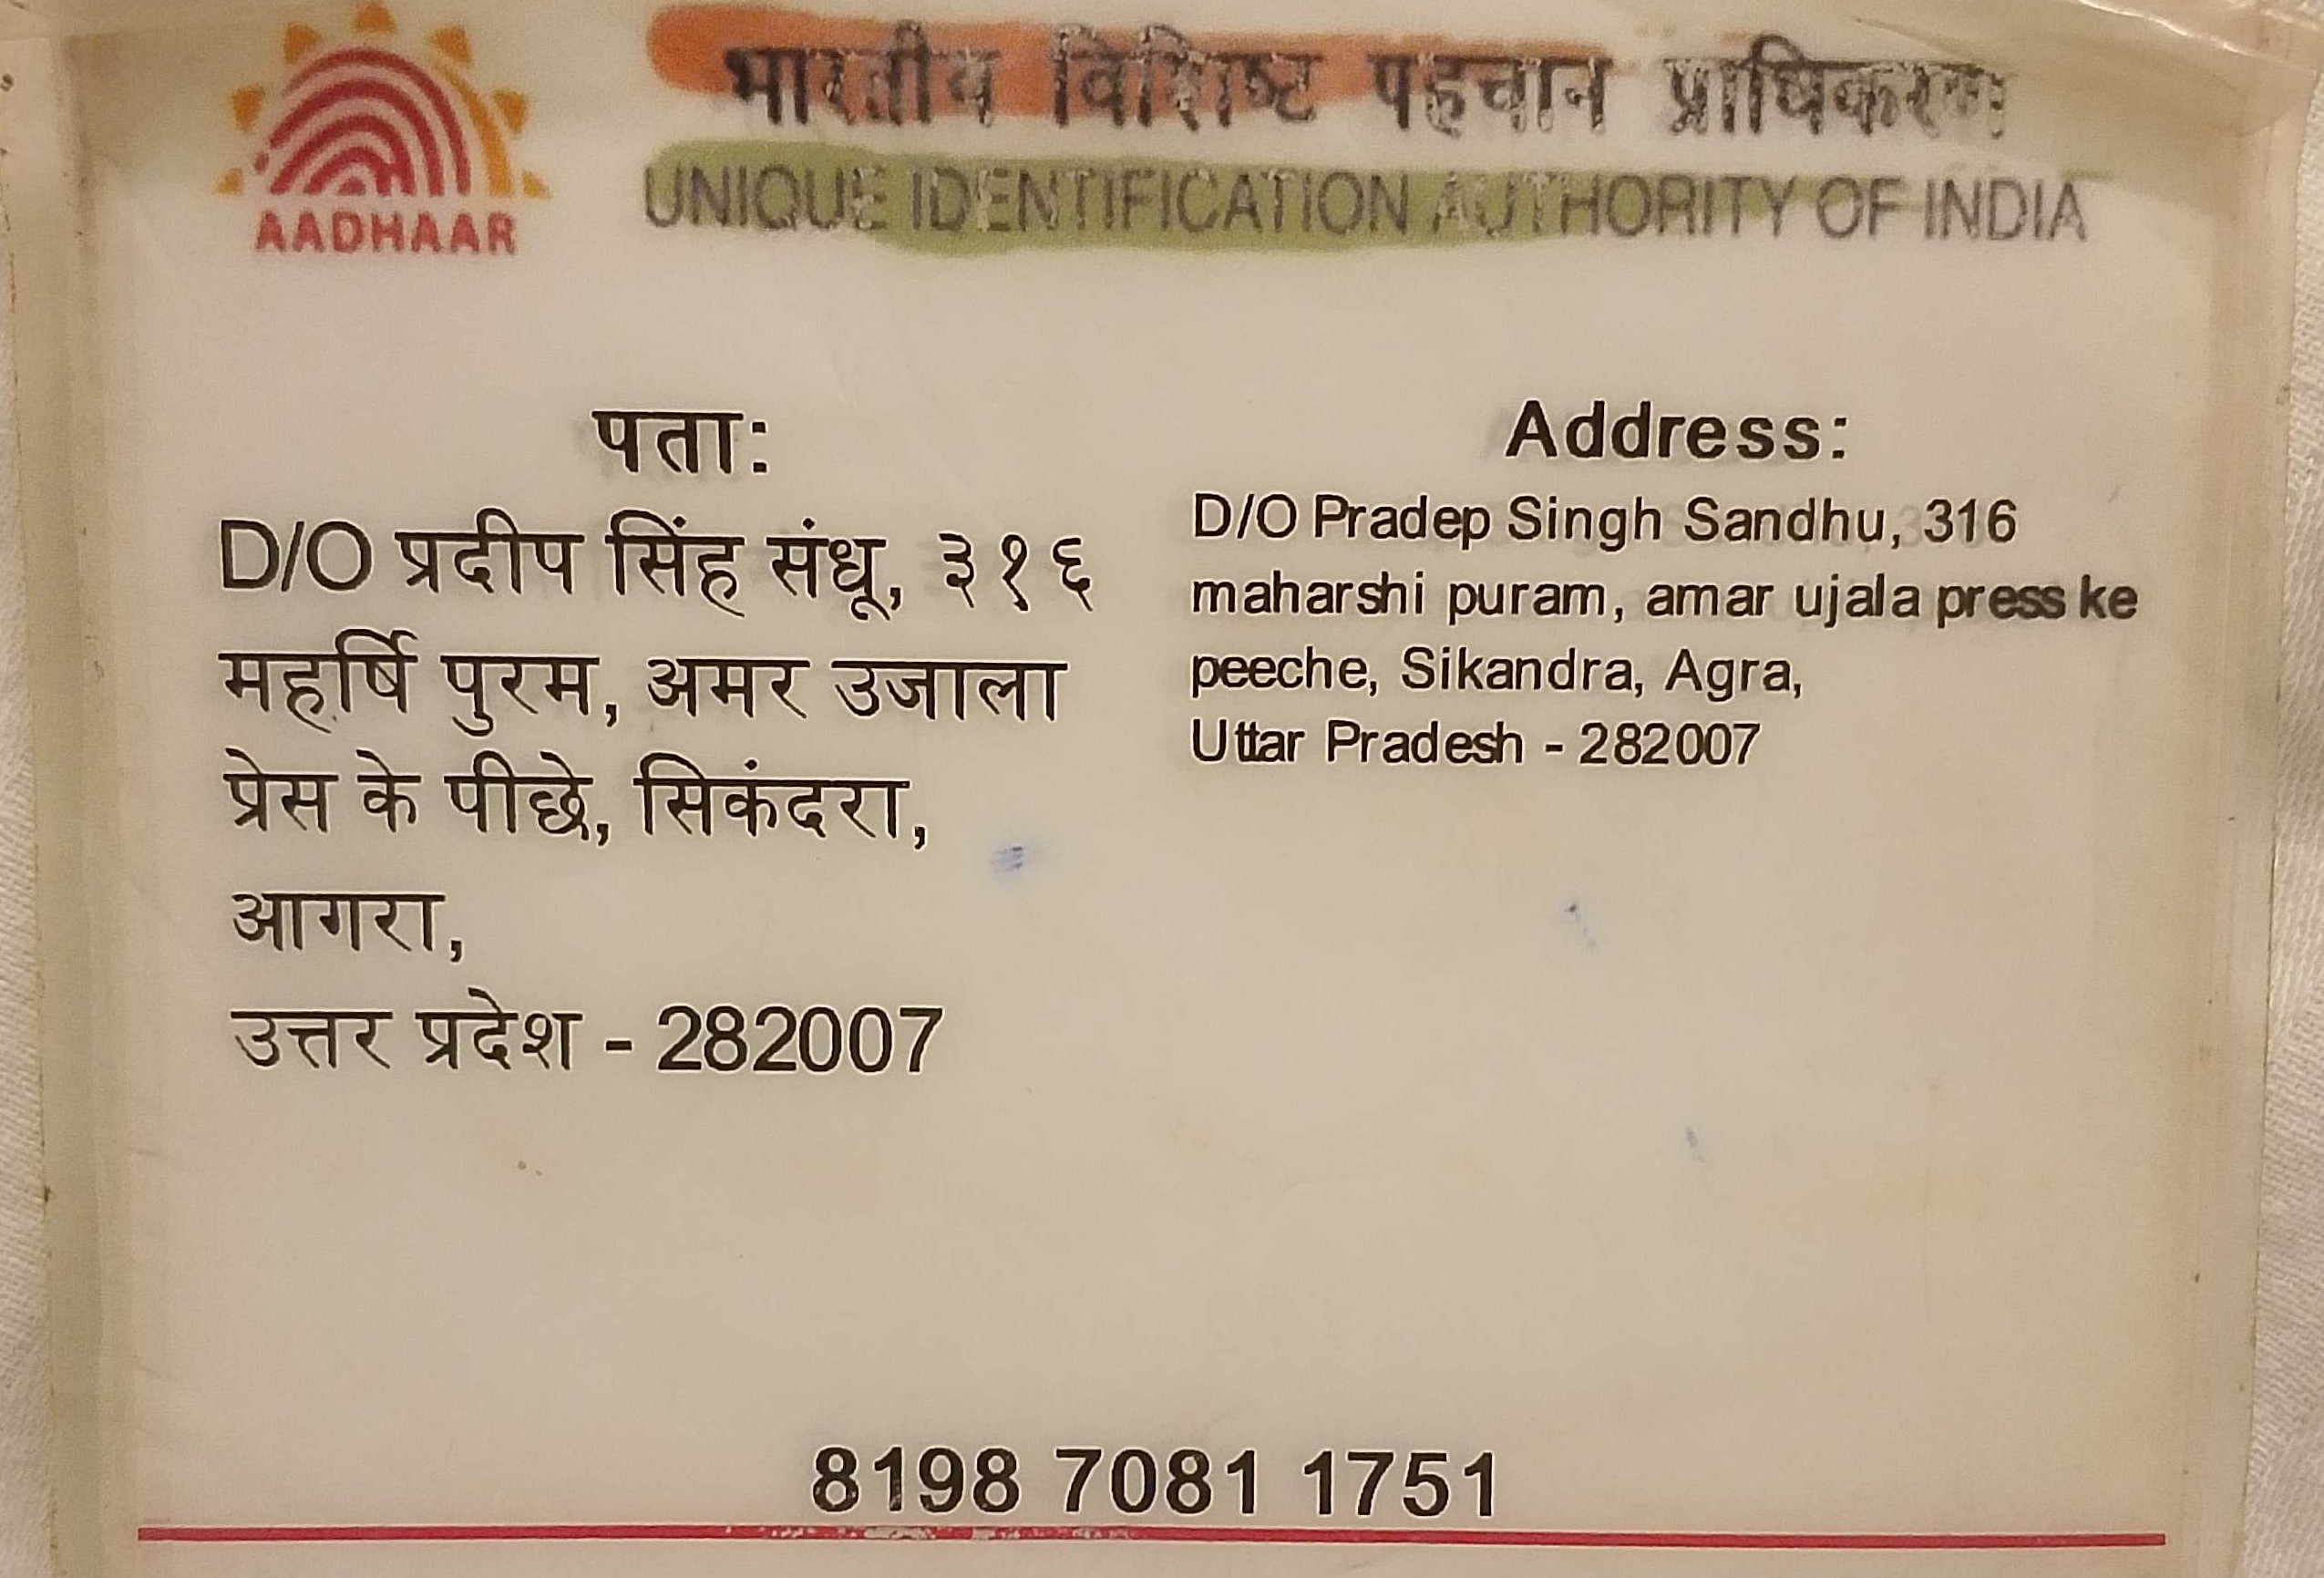 भारतीय विशिष्ट पहचान प्राधिकरण
AADHAAR
UNIQUE IDENTIFICATION AUTHORITY OF INDIA
पता:
D/O प्रदीप सिंह संधू, ३१६
महर्षि पुरम, अमर उजाला
प्रेस के पीछे, सिकंदरा,
आगरा,
उत्तर प्रदेश - 282007
Address:
D/O Pradep Singh Sandhu, 316
maharshi puram, amar ujala press ke
peeche, Sikandra, Agra,
Uttar Pradesh - 282007
8198 7081 1751